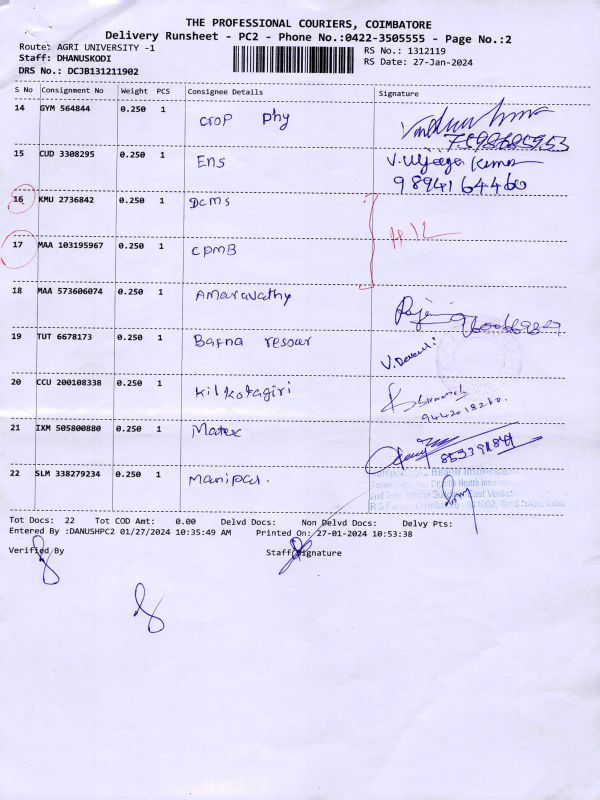 THE PROFESSIONAL COURIERS, COIMBATORE
Delivery Runsheet - PC2 - Phone No.:0422-3505555 - Page No.:2
Route: AGRI UNIVERSITY -1 RS No.: 1312119
Staff: DHANUSKODI RS Date: 27-Jan-2024
DRS No.: DCJB131211902
S No Consignment No Weight PCS Consignee Details Signature
14 GYM 564844 0.250 1 Crop phy
15 CUD 3308295 0.250 1 Ens
9894164460
16 KMU 2736842 0.250 1 Dcms
17 MAA 103195967 0.250 1 CPMB
18 MAA 573606074 0.250 1 Amaravathy
19 TUT 6678173 0.250 1 Bafna resour
20 CCU 200108338 0.250 1 Kilkotagiri
9442018260.
21 IXM 505800880 0.250 1 Matex
22 SLM 338279234 0.250 1 Manipal.
Tot Docs: 22 Tot COD Amt: 0.00 Delvd Docs: Non Delvd Docs: Delvy Pts:
Entered By :DANUSHPC2 01/27/2024 10:35:49 AM Printed On: 27-01-2024 10:53:38
Verified By Staff Signature